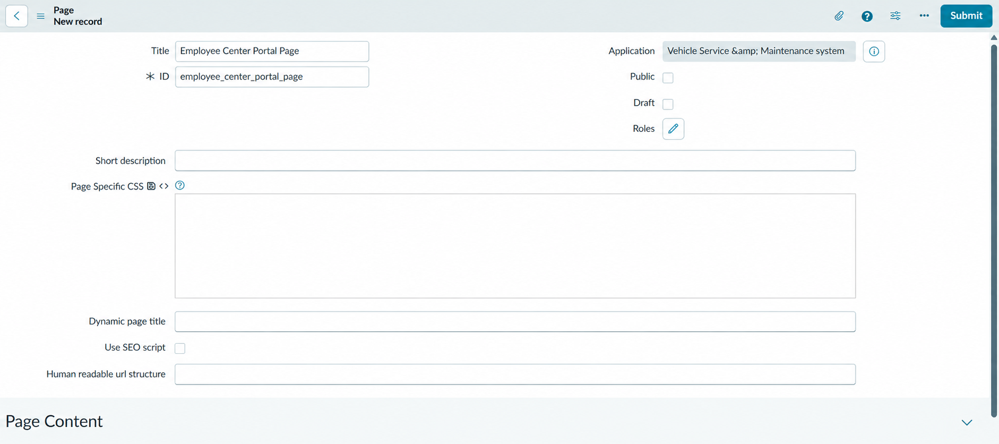 Page
New record
Submit
Title
Employee Center Portal Page
Application
Vehicle Service &amp; Maintenance system
ID
employee_center_portal_page
Public
Draft
Roles
Short description
Page Specific CSS
Dynamic page title
Use SEO script
Human readable url structure
Page Content